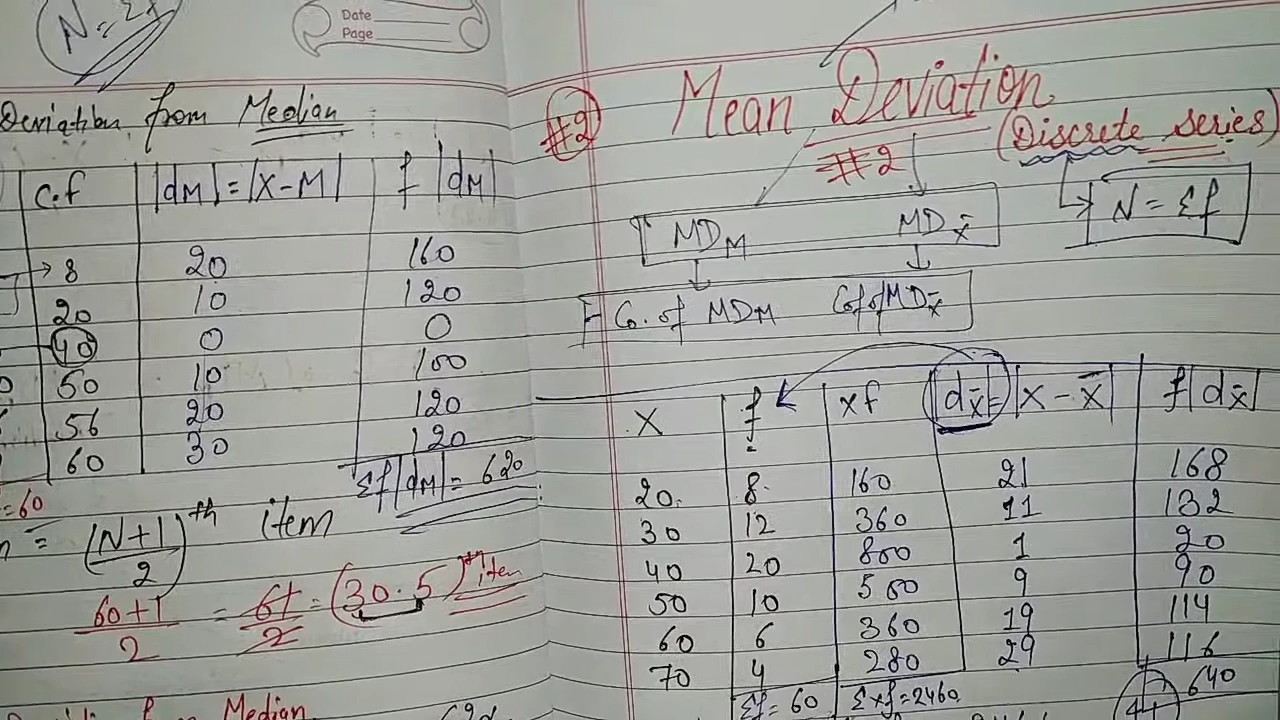 N=
Date
Page
Deviation from Median
c.f |dM|=|X-M| f|dM|
→8 20 160
20 10 120
40 0 0
50 10 100
56 20 120
60 30 120
Σf|dM|=620
=60
= (N+1)th item
2
60+1 = 61 = (30.5)th item
2 2
Median
#2 Mean Deviation
(Discrete series)
#2
N = Σf
MDM MDx̄
Co. of MDM Cof of MDx̄
X f xf |dx̄|=|X-X̄| f|dx̄|
20 8 160 21 168
30 12 360 11 132
40 20 800 1 20
50 10 500 9 90
60 6 360 19 114
70 4 280 29 116
Σf=60 Σxf=2460 640